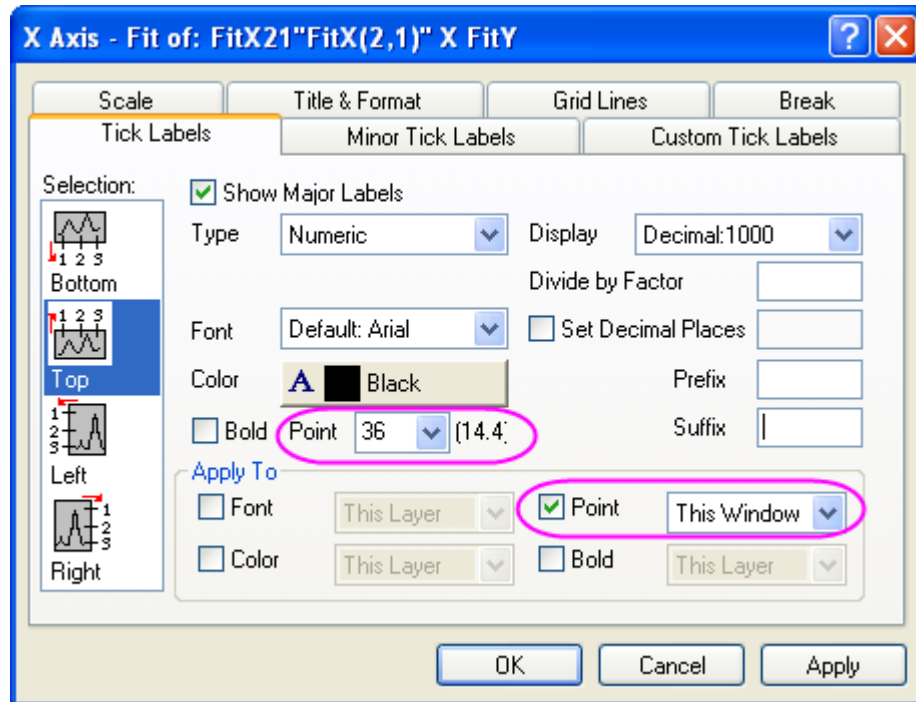 X Axis - Fit of: FitX21"FitX(2,1)" X FitY
Scale Title & Format Grid Lines Break
Tick Labels Minor Tick Labels Custom Tick Labels
Selection:
1 2 3
Bottom
1 2 3
Top
1
2
3
Left
1
2
3
Right
Show Major Labels
Type Numeric Display Decimal:1000
Divide by Factor
Font Default: Arial Set Decimal Places
Color A Black Prefix
Bold Point 36 (14.4) Suffix
Apply To
Font This Layer Point This Window
Color This Layer Bold This Layer
OK Cancel Apply